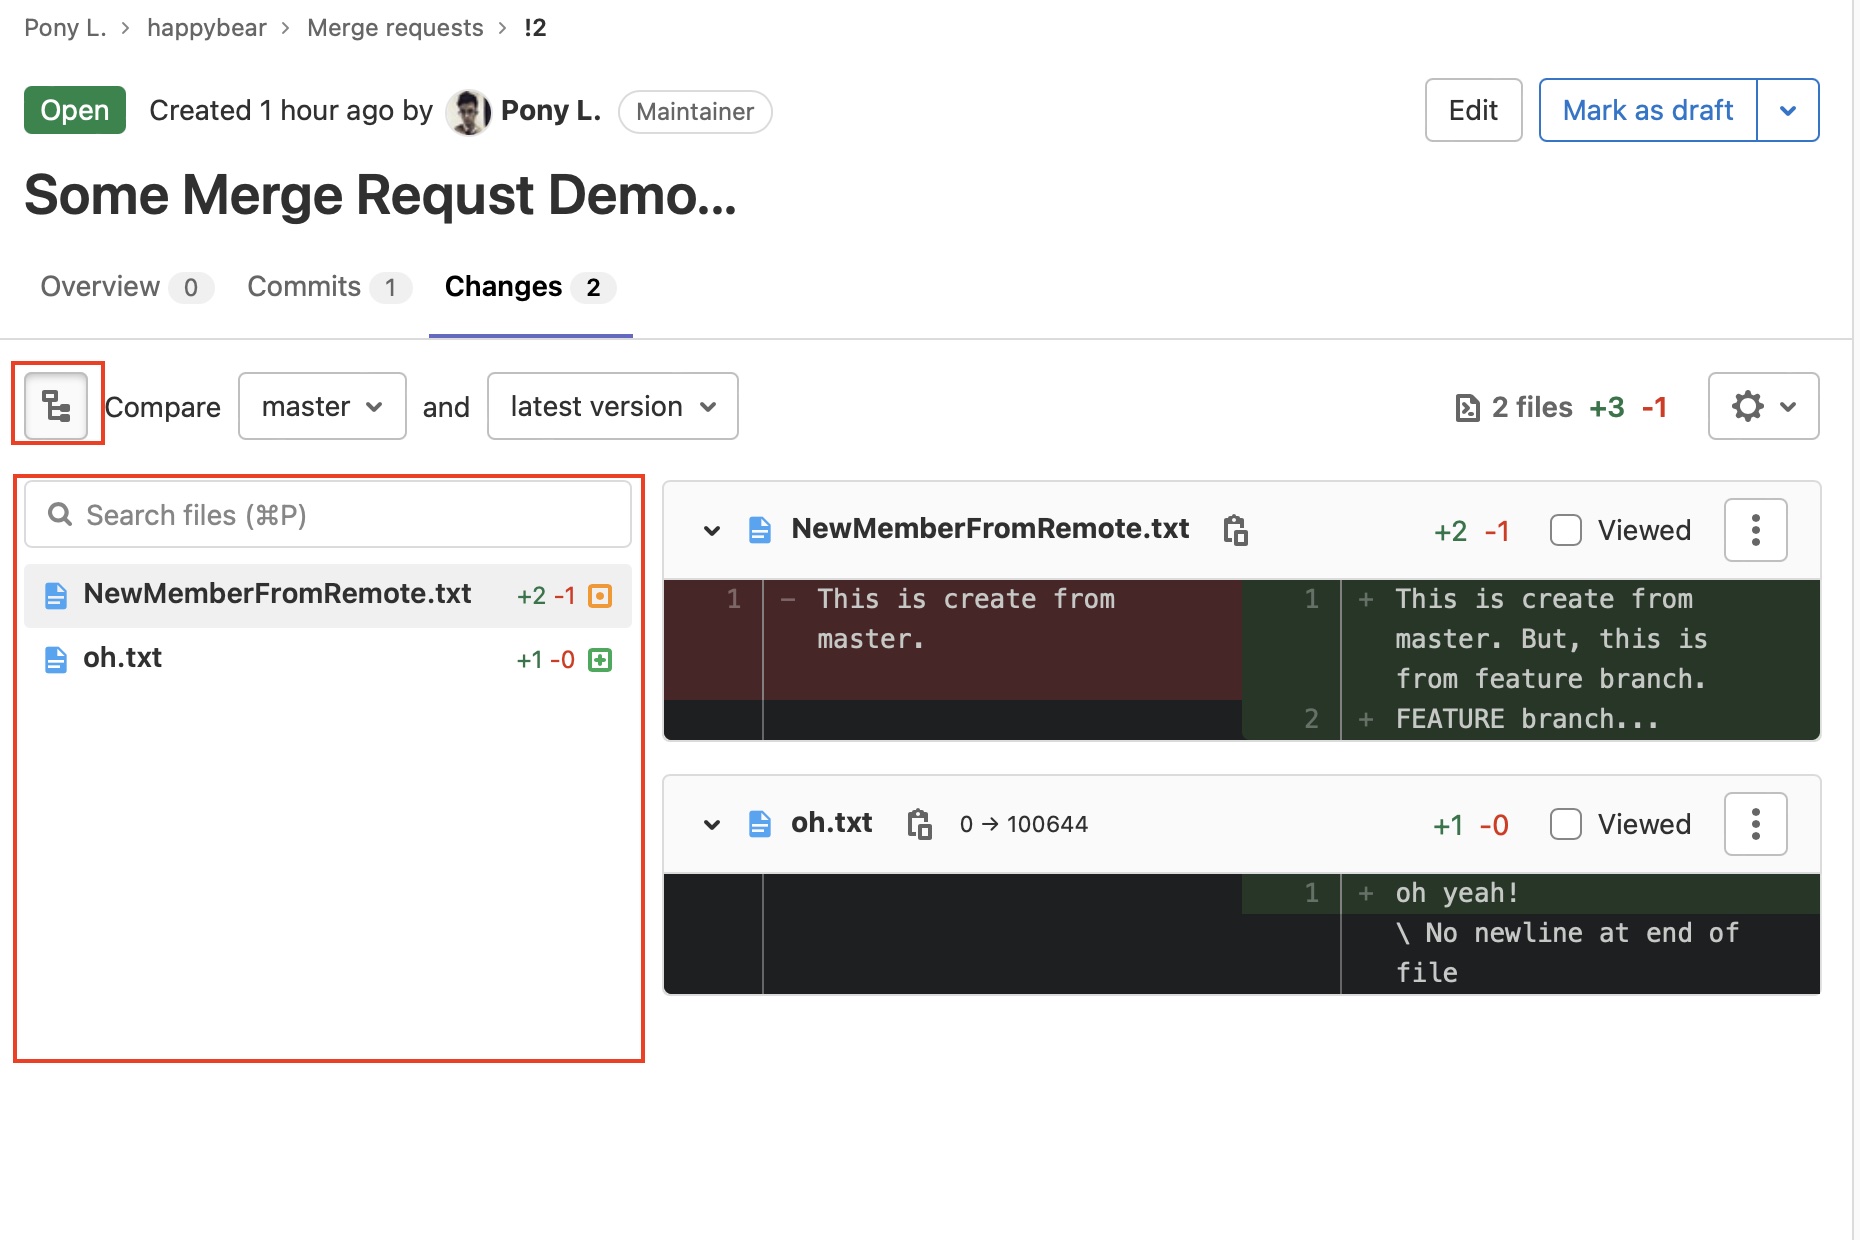 Pony L. > happybear > Merge requests > !2
Open Created 1 hour ago by Pony L. Maintainer Edit Mark as draft
Some Merge Requst Demo...
Overview 0 Commits 1 Changes 2
Compare master and latest version 2 files +3 -1
Search files (⌘P)
NewMemberFromRemote.txt +2 -1
oh.txt +1 -0
NewMemberFromRemote.txt +2 -1 Viewed
1 - This is create from
master.
1 + This is create from
master. But, this is
from feature branch.
2 + FEATURE branch...
oh.txt 0 → 100644 +1 -0 Viewed
1 + oh yeah!
\ No newline at end of
file